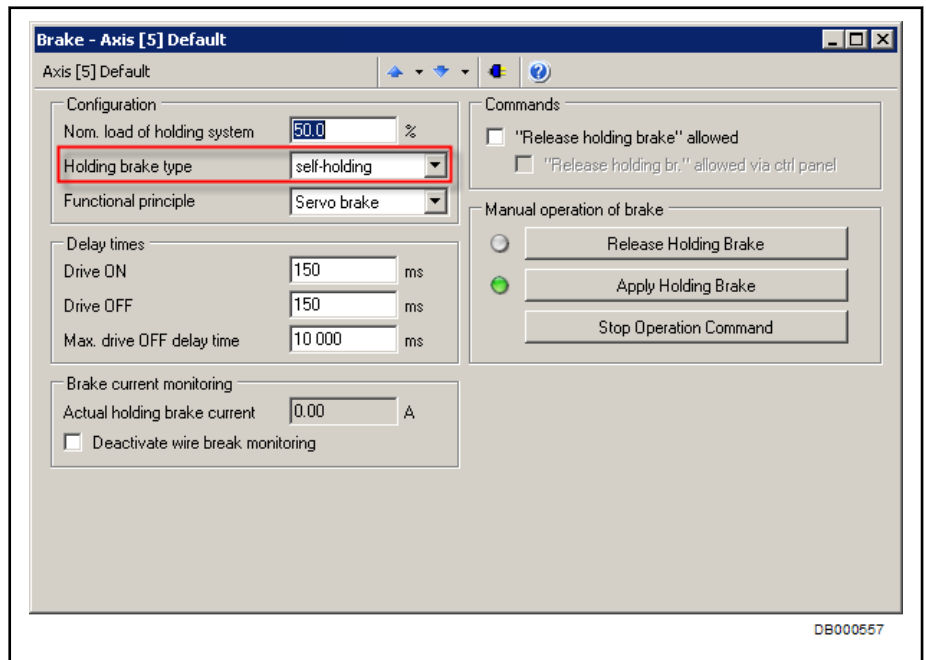 Brake - Axis [5] Default
Axis [5] Default
Configuration
Nom. load of holding system 50.0 %
Holding brake type self-holding
Functional principle Servo brake
Delay times
Drive ON 150 ms
Drive OFF 150 ms
Max. drive OFF delay time 10 000 ms
Brake current monitoring
Actual holding brake current 0.00 A
Deactivate wire break monitoring
Commands
"Release holding brake" allowed
"Release holding br." allowed via ctrl panel
Manual operation of brake
Release Holding Brake
Apply Holding Brake
Stop Operation Command
DB000557